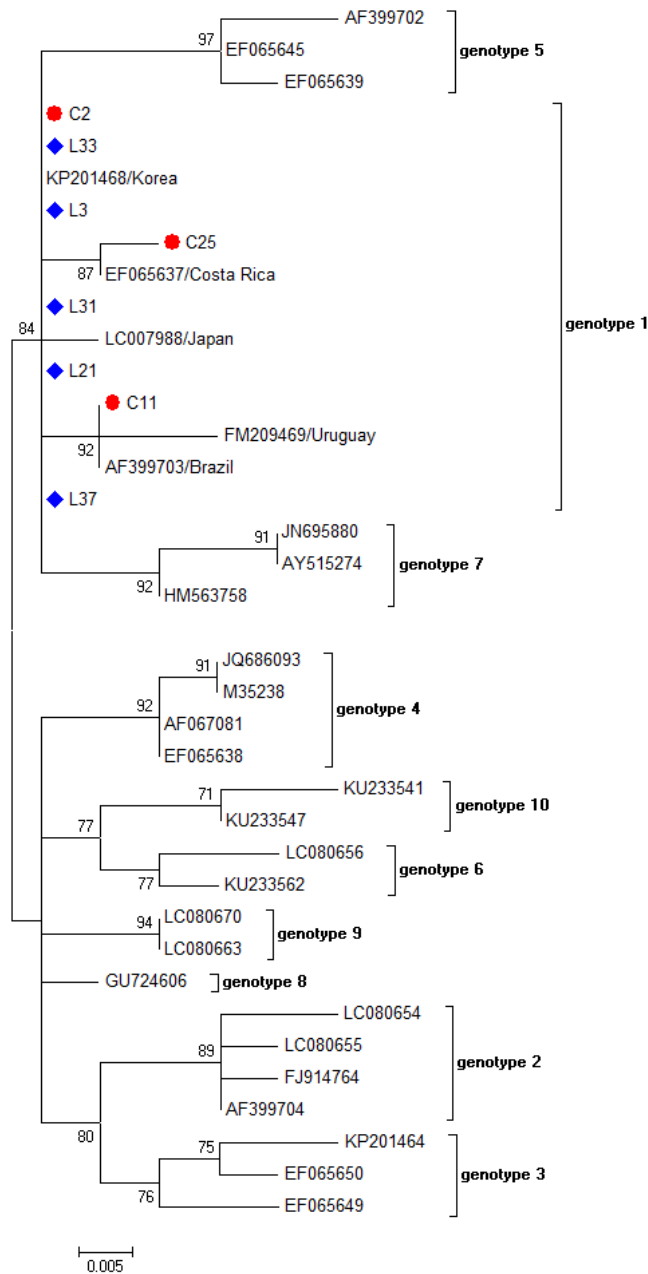 AF399702
97
EF065645
genotype 5
EF065639
C2
L33
KP201468/Korea
L3
C25
87
EF065637/Costa Rica
L31
84
LC007988/Japan
genotype 1
L21
C11
FM209469/Uruguay
92
AF399703/Brazil
L37
91
JN695880
AY515274
genotype 7
92
HM563758
91
JQ686093
M35238
92
AF067081
genotype 4
EF065638
71
KU233541
KU233547
genotype 10
77
LC080656
77
KU233562
genotype 6
94
LC080670
genotype 9
LC080663
GU724606
genotype 8
LC080654
89
LC080655
genotype 2
FJ914764
AF399704
80
75
KP201464
EF065650
genotype 3
76
EF065649
0.005